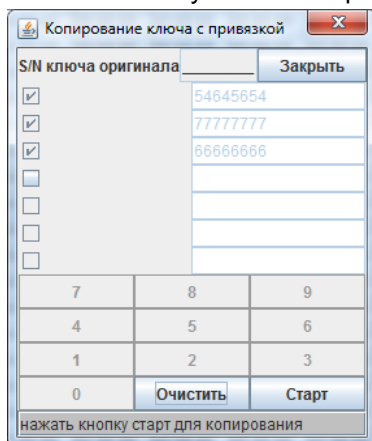 Копирование ключа с привязкой
S/N ключа оригинала________ Закрыть
54645654
77777777
66666666
7 8 9
4 5 6
1 2 3
0 Очистить Старт
нажать кнопку старт для копирования